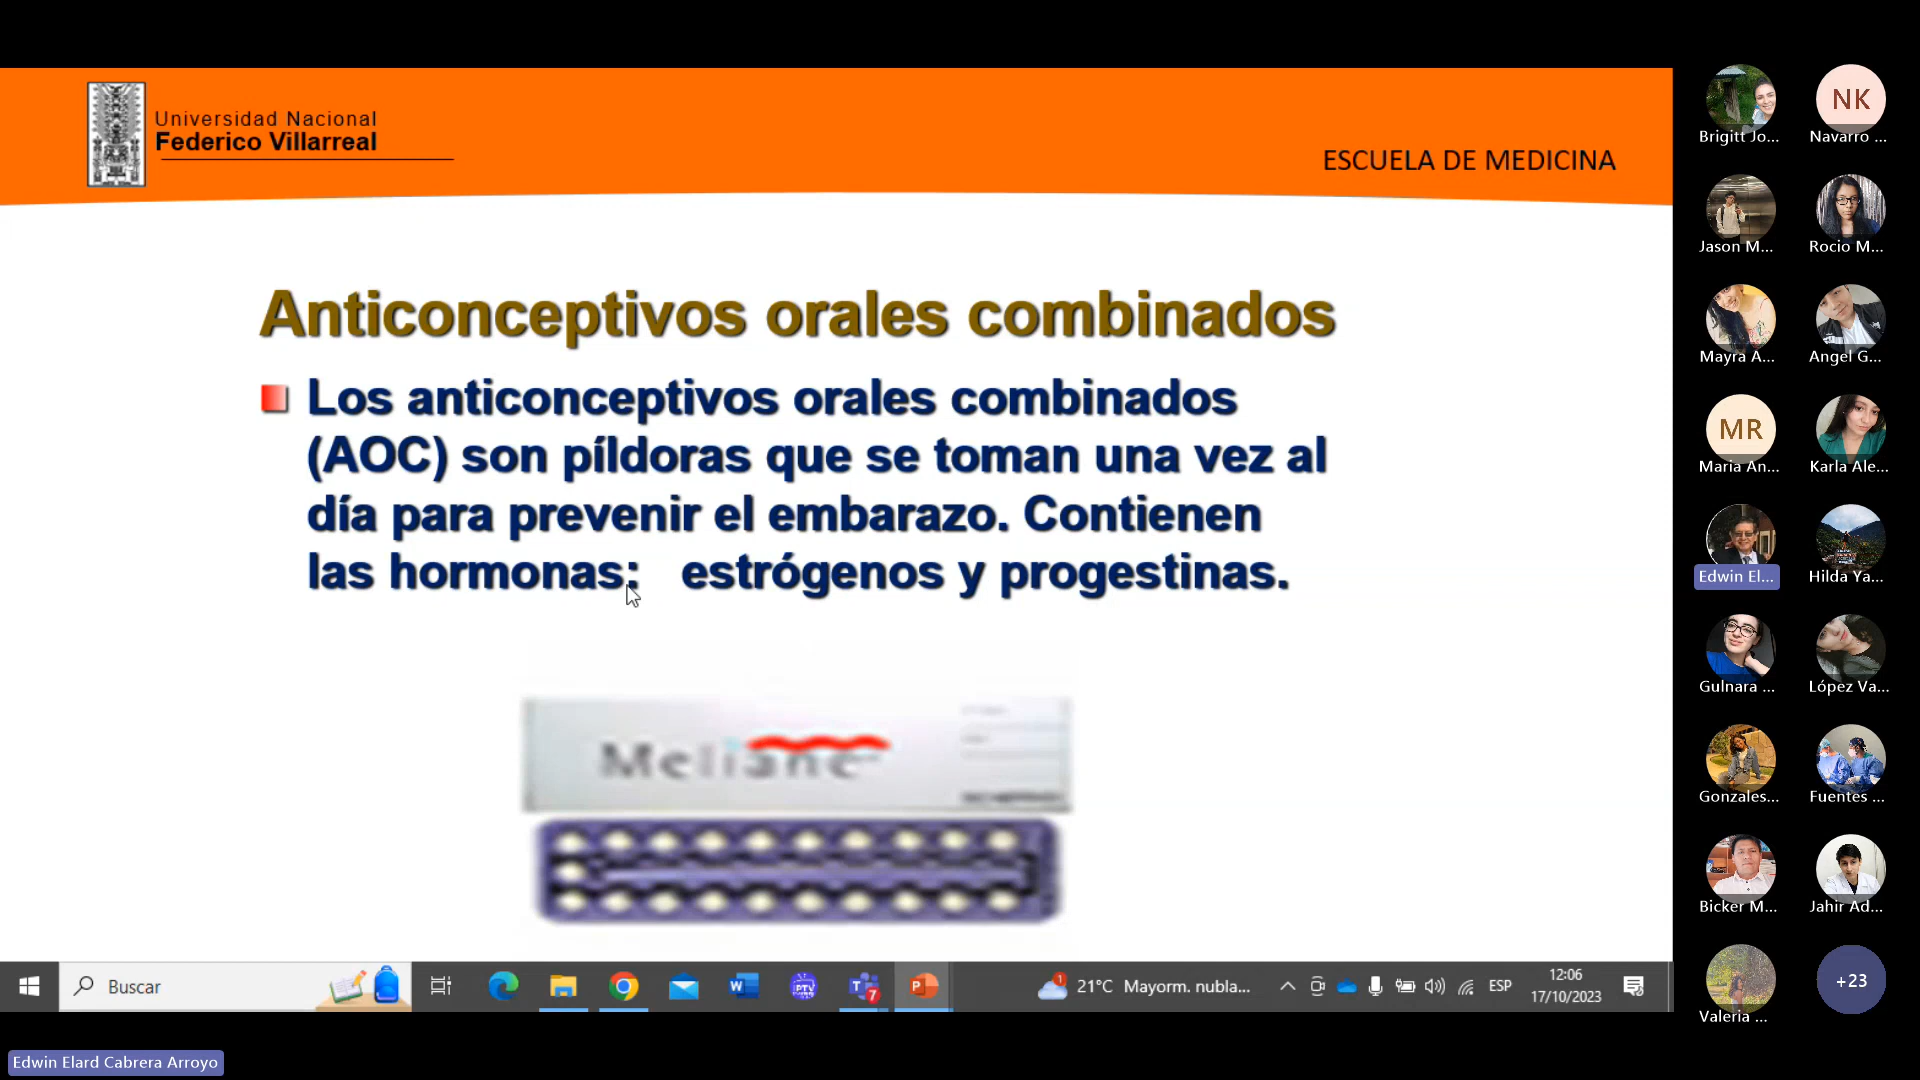 Universidad Nacional
Federico Villarreal
ESCUELA DE MEDICINA
Anticonceptivos orales combinados
Los anticonceptivos orales combinados
(AOC) son píldoras que se toman una vez al
día para prevenir el embarazo. Contienen
las hormonas: estrógenos y progestinas.
Meliane
Buscar
PTV
7
1
21°C Mayorm. nubla...
ESP
12:06
17/10/2023
Brigitt Jo...
NK
Navarro ...
Jason M...
Rocio M...
Mayra A...
Angel G...
MR
Maria An...
Karla Ale...
Edwin El...
Hilda Ya...
Gulnara ...
López Va...
Gonzales...
Fuentes ...
Bicker M...
Jahir Ad...
Valeria ...
+23
Edwin Elard Cabrera Arroyo